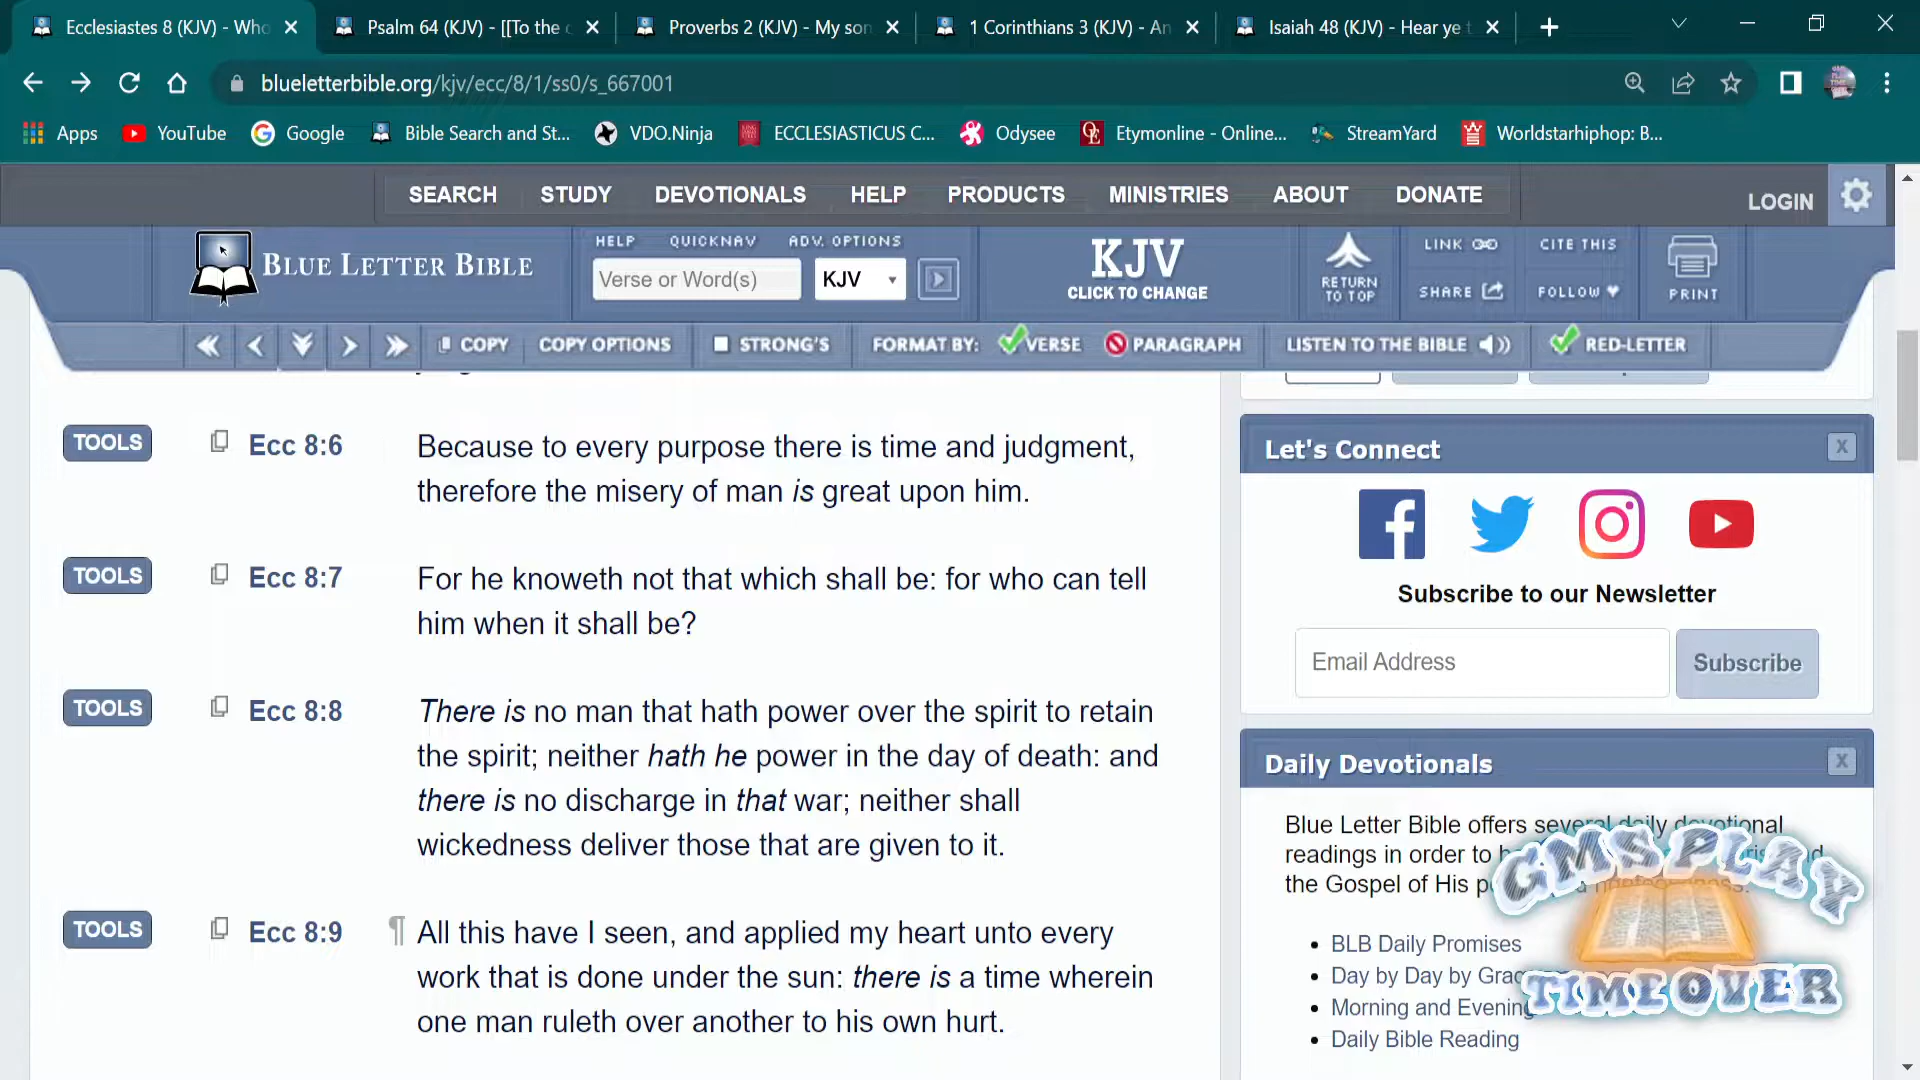 Ecclesiastes 8 (KJV) - Who
Psalm 64 (KJV) - [[To the c
Proverbs 2 (KJV) - My son
1 Corinthians 3 (KJV) - An
Isaiah 48 (KJV) - Hear ye t
blueletterbible.org/kjv/ecc/8/1/ss0/s_667001
Apps YouTube Google Bible Search and St... VDO.Ninja ECCLESIASTICUS C... Odysee Etymonline - Online... StreamYard Worldstarhiphop: B...
SEARCH STUDY DEVOTIONALS HELP PRODUCTS MINISTRIES ABOUT DONATE LOGIN
BLUE LETTER BIBLE
HELP QUICKNAV ADV. OPTIONS
Verse or Word(s) KJV
KJV
CLICK TO CHANGE
RETURN
TO TOP
LINK
SHARE
CITE THIS
FOLLOW
PRINT
COPY COPY OPTIONS STRONG'S FORMAT BY: VERSE PARAGRAPH LISTEN TO THE BIBLE RED-LETTER
TOOLS Ecc 8:6 Because to every purpose there is time and judgment,
therefore the misery of man is great upon him.
TOOLS Ecc 8:7 For he knoweth not that which shall be: for who can tell
him when it shall be?
TOOLS Ecc 8:8 There is no man that hath power over the spirit to retain
the spirit; neither hath he power in the day of death: and
there is no discharge in that war; neither shall
wickedness deliver those that are given to it.
TOOLS Ecc 8:9 ¶ All this have I seen, and applied my heart unto every
work that is done under the sun: there is a time wherein
one man ruleth over another to his own hurt.
Let's Connect X
Subscribe to our Newsletter
Email Address Subscribe
Daily Devotionals X
Blue Letter Bible offers several daily devotional
readings in order to
the Gospel of His
BLB Daily Promises
Day by Day by
Morning and Evening
Daily Bible Reading
GMS PLAY
TIME OVER